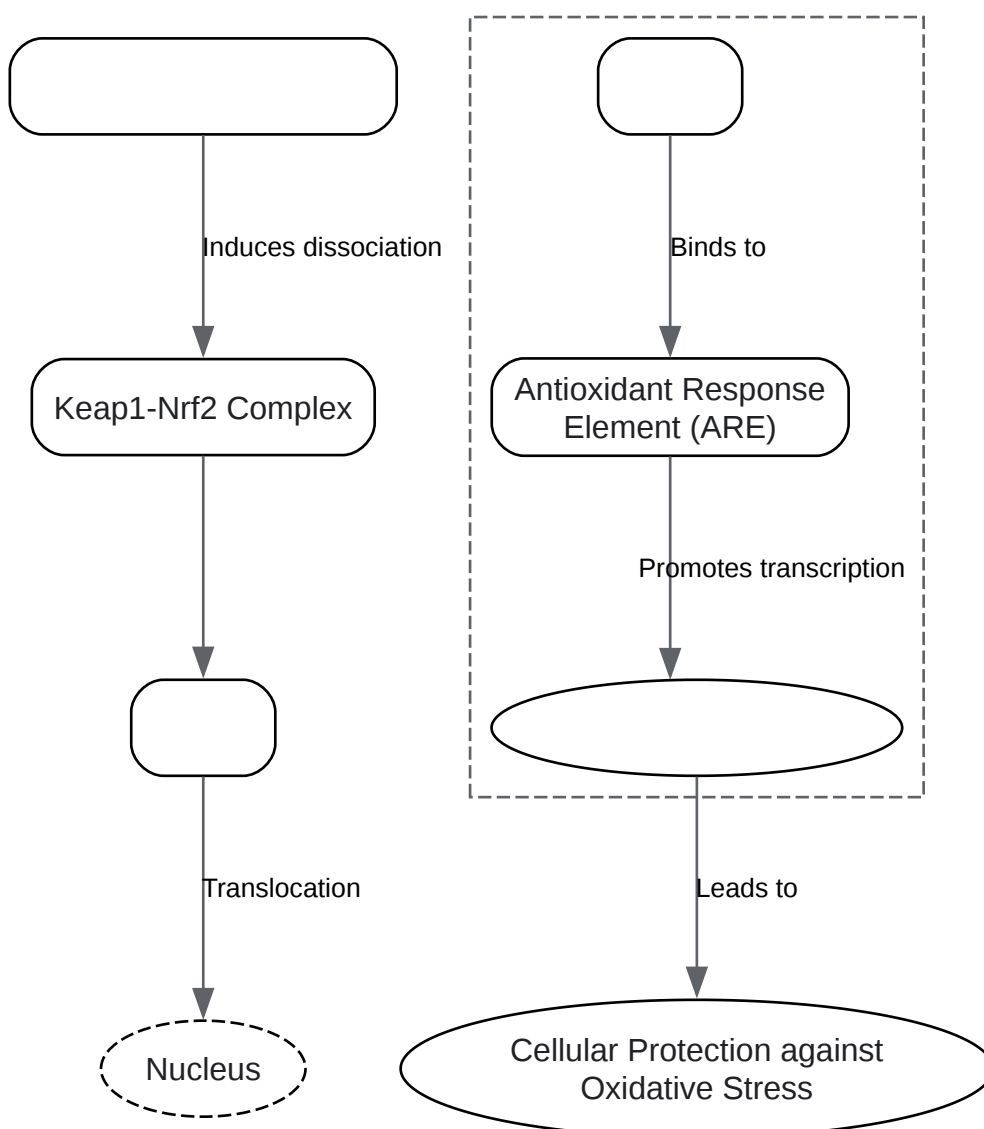 Induces dissociation
Keap1-Nrf2 Complex
Translocation
Nucleus
Binds to
Antioxidant Response
Element (ARE)
Promotes transcription
Leads to
Cellular Protection against
Oxidative Stress